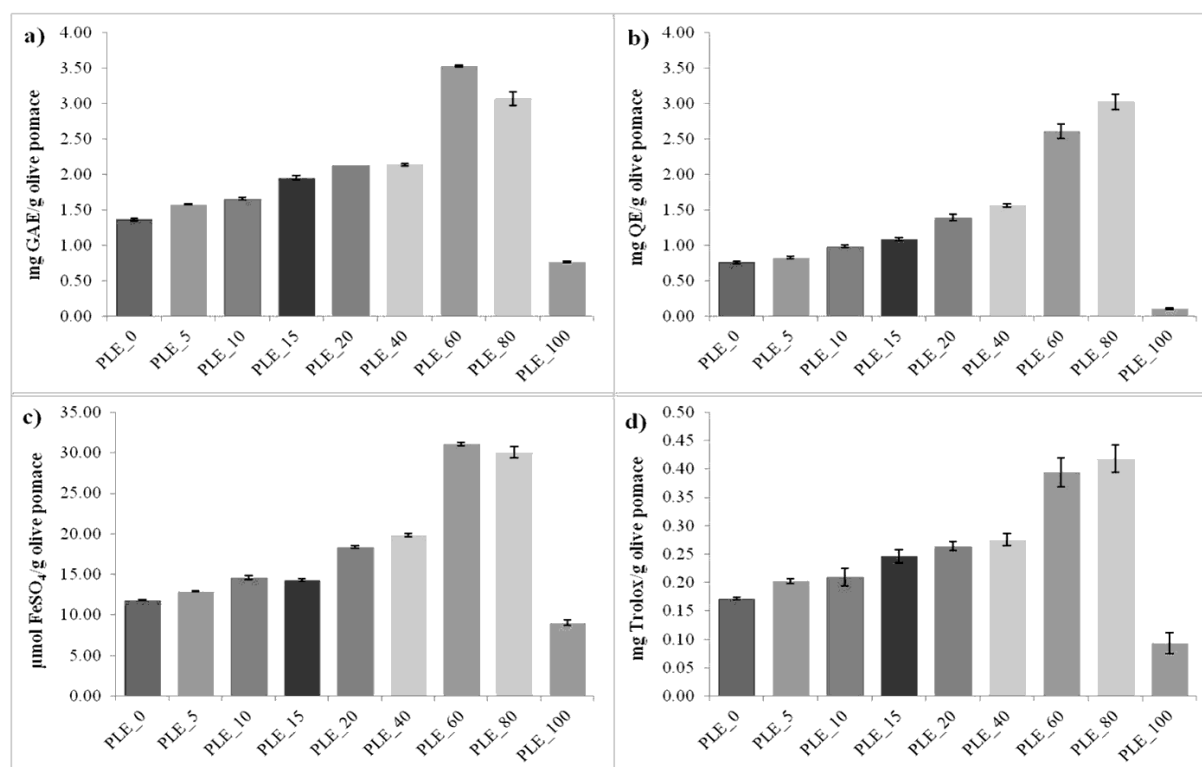 a)
mg GAE/g olive pomace
4.00
3.50
3.00
2.50
2.00
1.50
1.00
0.50
0.00
PLE_0
PLE_5
PLE_10
PLE_15
PLE_20
PLE_40
PLE_60
PLE_80
PLE_100
b)
mg QE/g olive pomace
4.00
3.50
3.00
2.50
2.00
1.50
1.00
0.50
0.00
PLE_0
PLE_5
PLE_10
PLE_15
PLE_20
PLE_40
PLE_60
PLE_80
PLE_100
c)
µmol FeSO₄/g olive pomace
35.00
30.00
25.00
20.00
15.00
10.00
5.00
0.00
PLE_0
PLE_5
PLE_10
PLE_15
PLE_20
PLE_40
PLE_60
PLE_80
PLE_100
d)
mg Trolox/g olive pomace
0.50
0.45
0.40
0.35
0.30
0.25
0.20
0.15
0.10
0.05
0.00
PLE_0
PLE_5
PLE_10
PLE_15
PLE_20
PLE_40
PLE_60
PLE_80
PLE_100